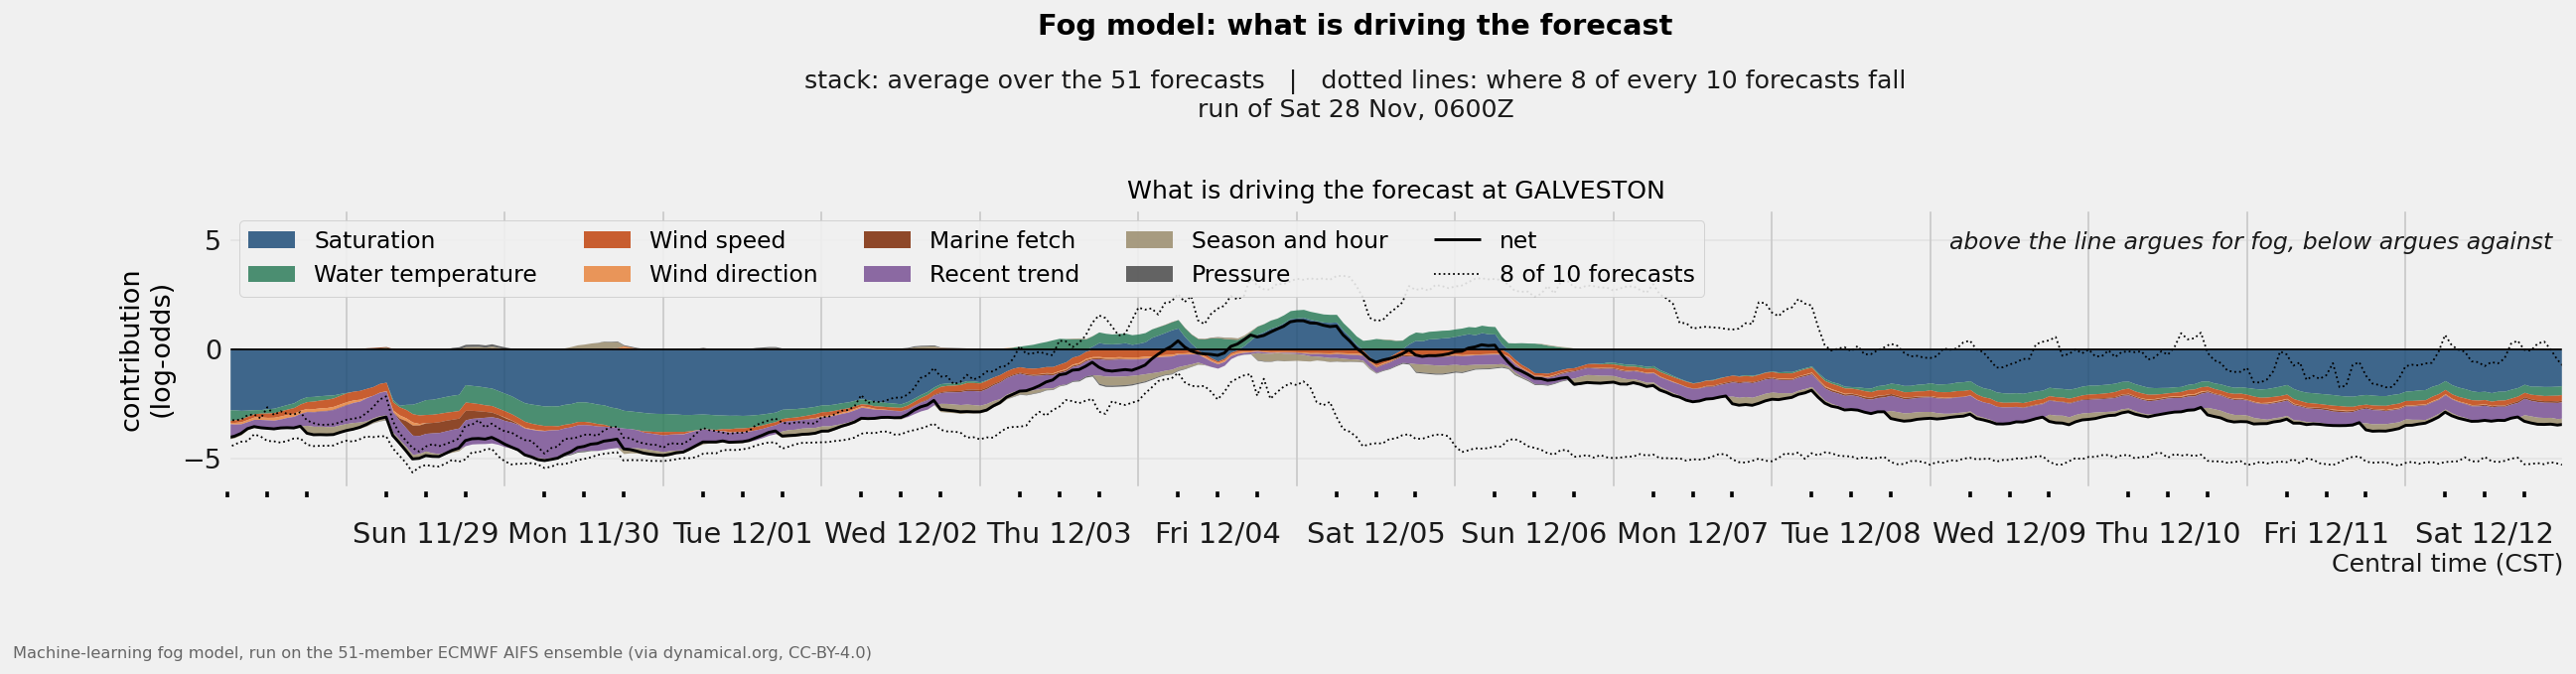 Fog model: what is driving the forecast
stack: average over the 51 forecasts | dotted lines: where 8 of every 10 forecasts fall
run of Sat 28 Nov, 0600Z
What is driving the forecast at GALVESTON
Saturation Wind speed Marine fetch Season and hour net
Water temperature Wind direction Recent trend Pressure 8 of 10 forecasts
above the line argues for fog, below argues against
contribution
(log-odds)
5
0
−5
Sun 11/29 Mon 11/30 Tue 12/01 Wed 12/02 Thu 12/03 Fri 12/04 Sat 12/05 Sun 12/06 Mon 12/07 Tue 12/08 Wed 12/09 Thu 12/10 Fri 12/11 Sat 12/12
Central time (CST)
Machine-learning fog model, run on the 51-member ECMWF AIFS ensemble (via dynamical.org, CC-BY-4.0)